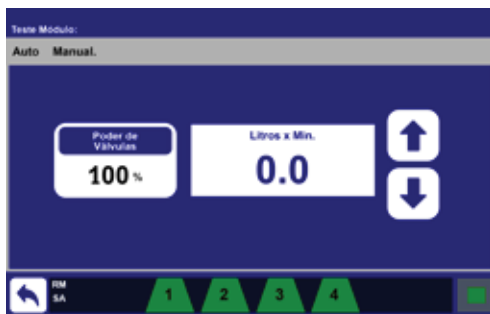 Teste Módulo:
Auto Manual.
Poder de
Válvulas
100 %
Litros x Min.
0.0
RM
SA
1 2 3 4